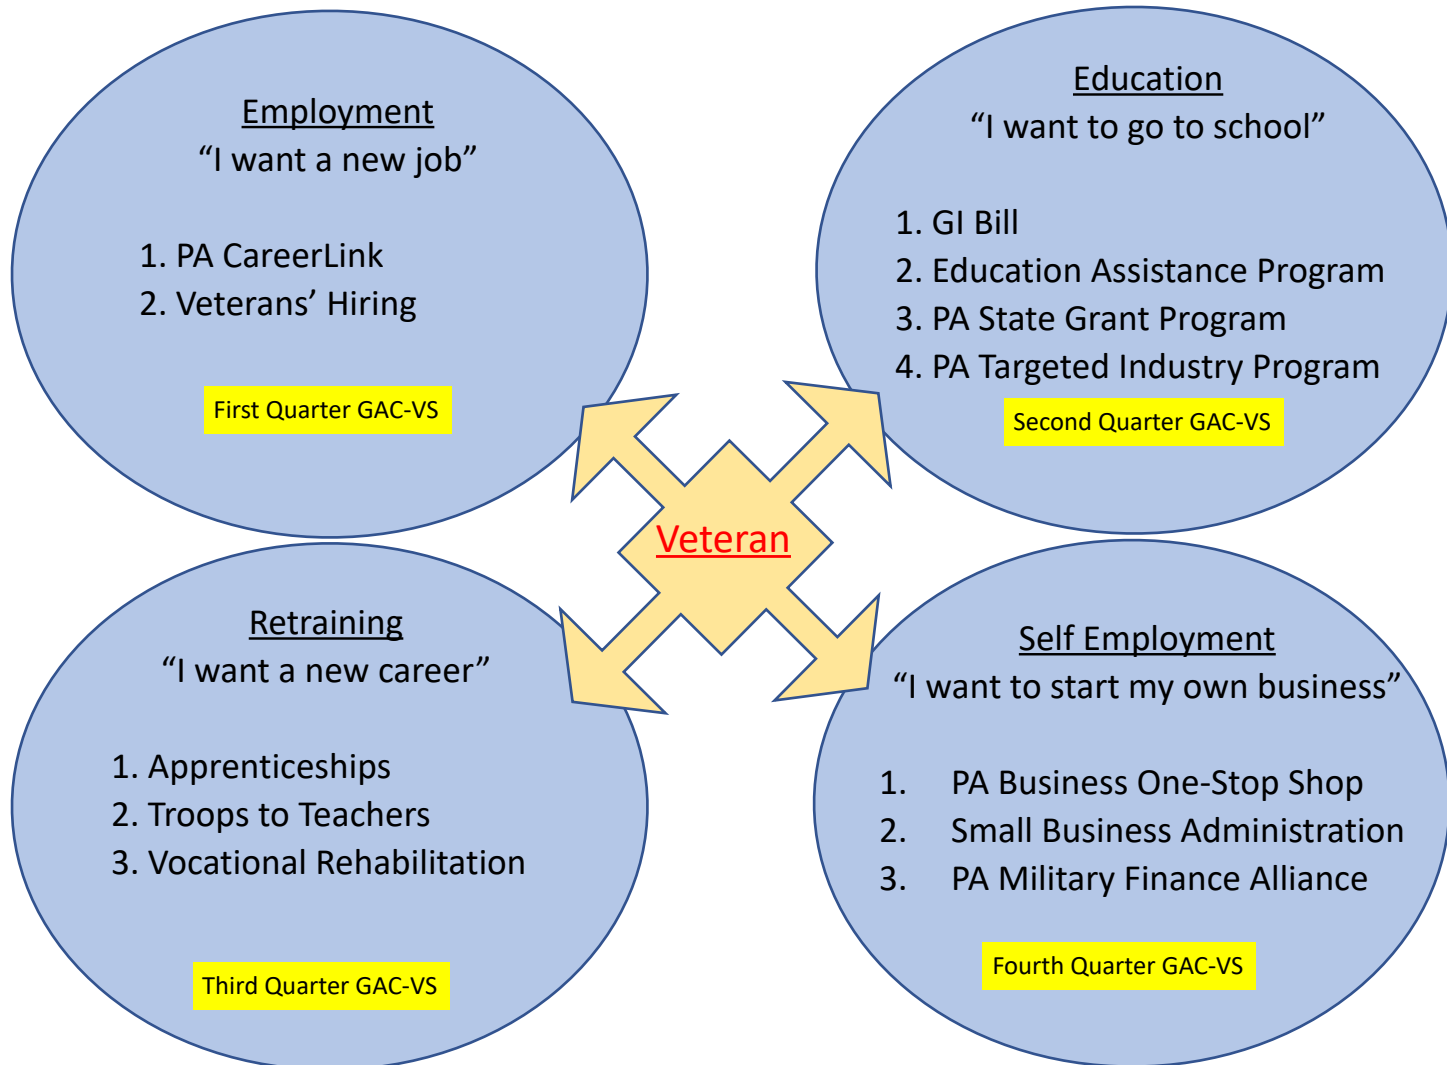 Employment
“I want a new job”
1. PA CareerLink
2. Veterans’ Hiring
First Quarter GAC-VS
Education
“I want to go to school”
1. GI Bill
2. Education Assistance Program
3. PA State Grant Program
4. PA Targeted Industry Program
Second Quarter GAC-VS
Veteran
Retraining
“I want a new career”
1. Apprenticeships
2. Troops to Teachers
3. Vocational Rehabilitation
Third Quarter GAC-VS
Self Employment
“I want to start my own business”
1. PA Business One-Stop Shop
2. Small Business Administration
3. PA Military Finance Alliance
Fourth Quarter GAC-VS